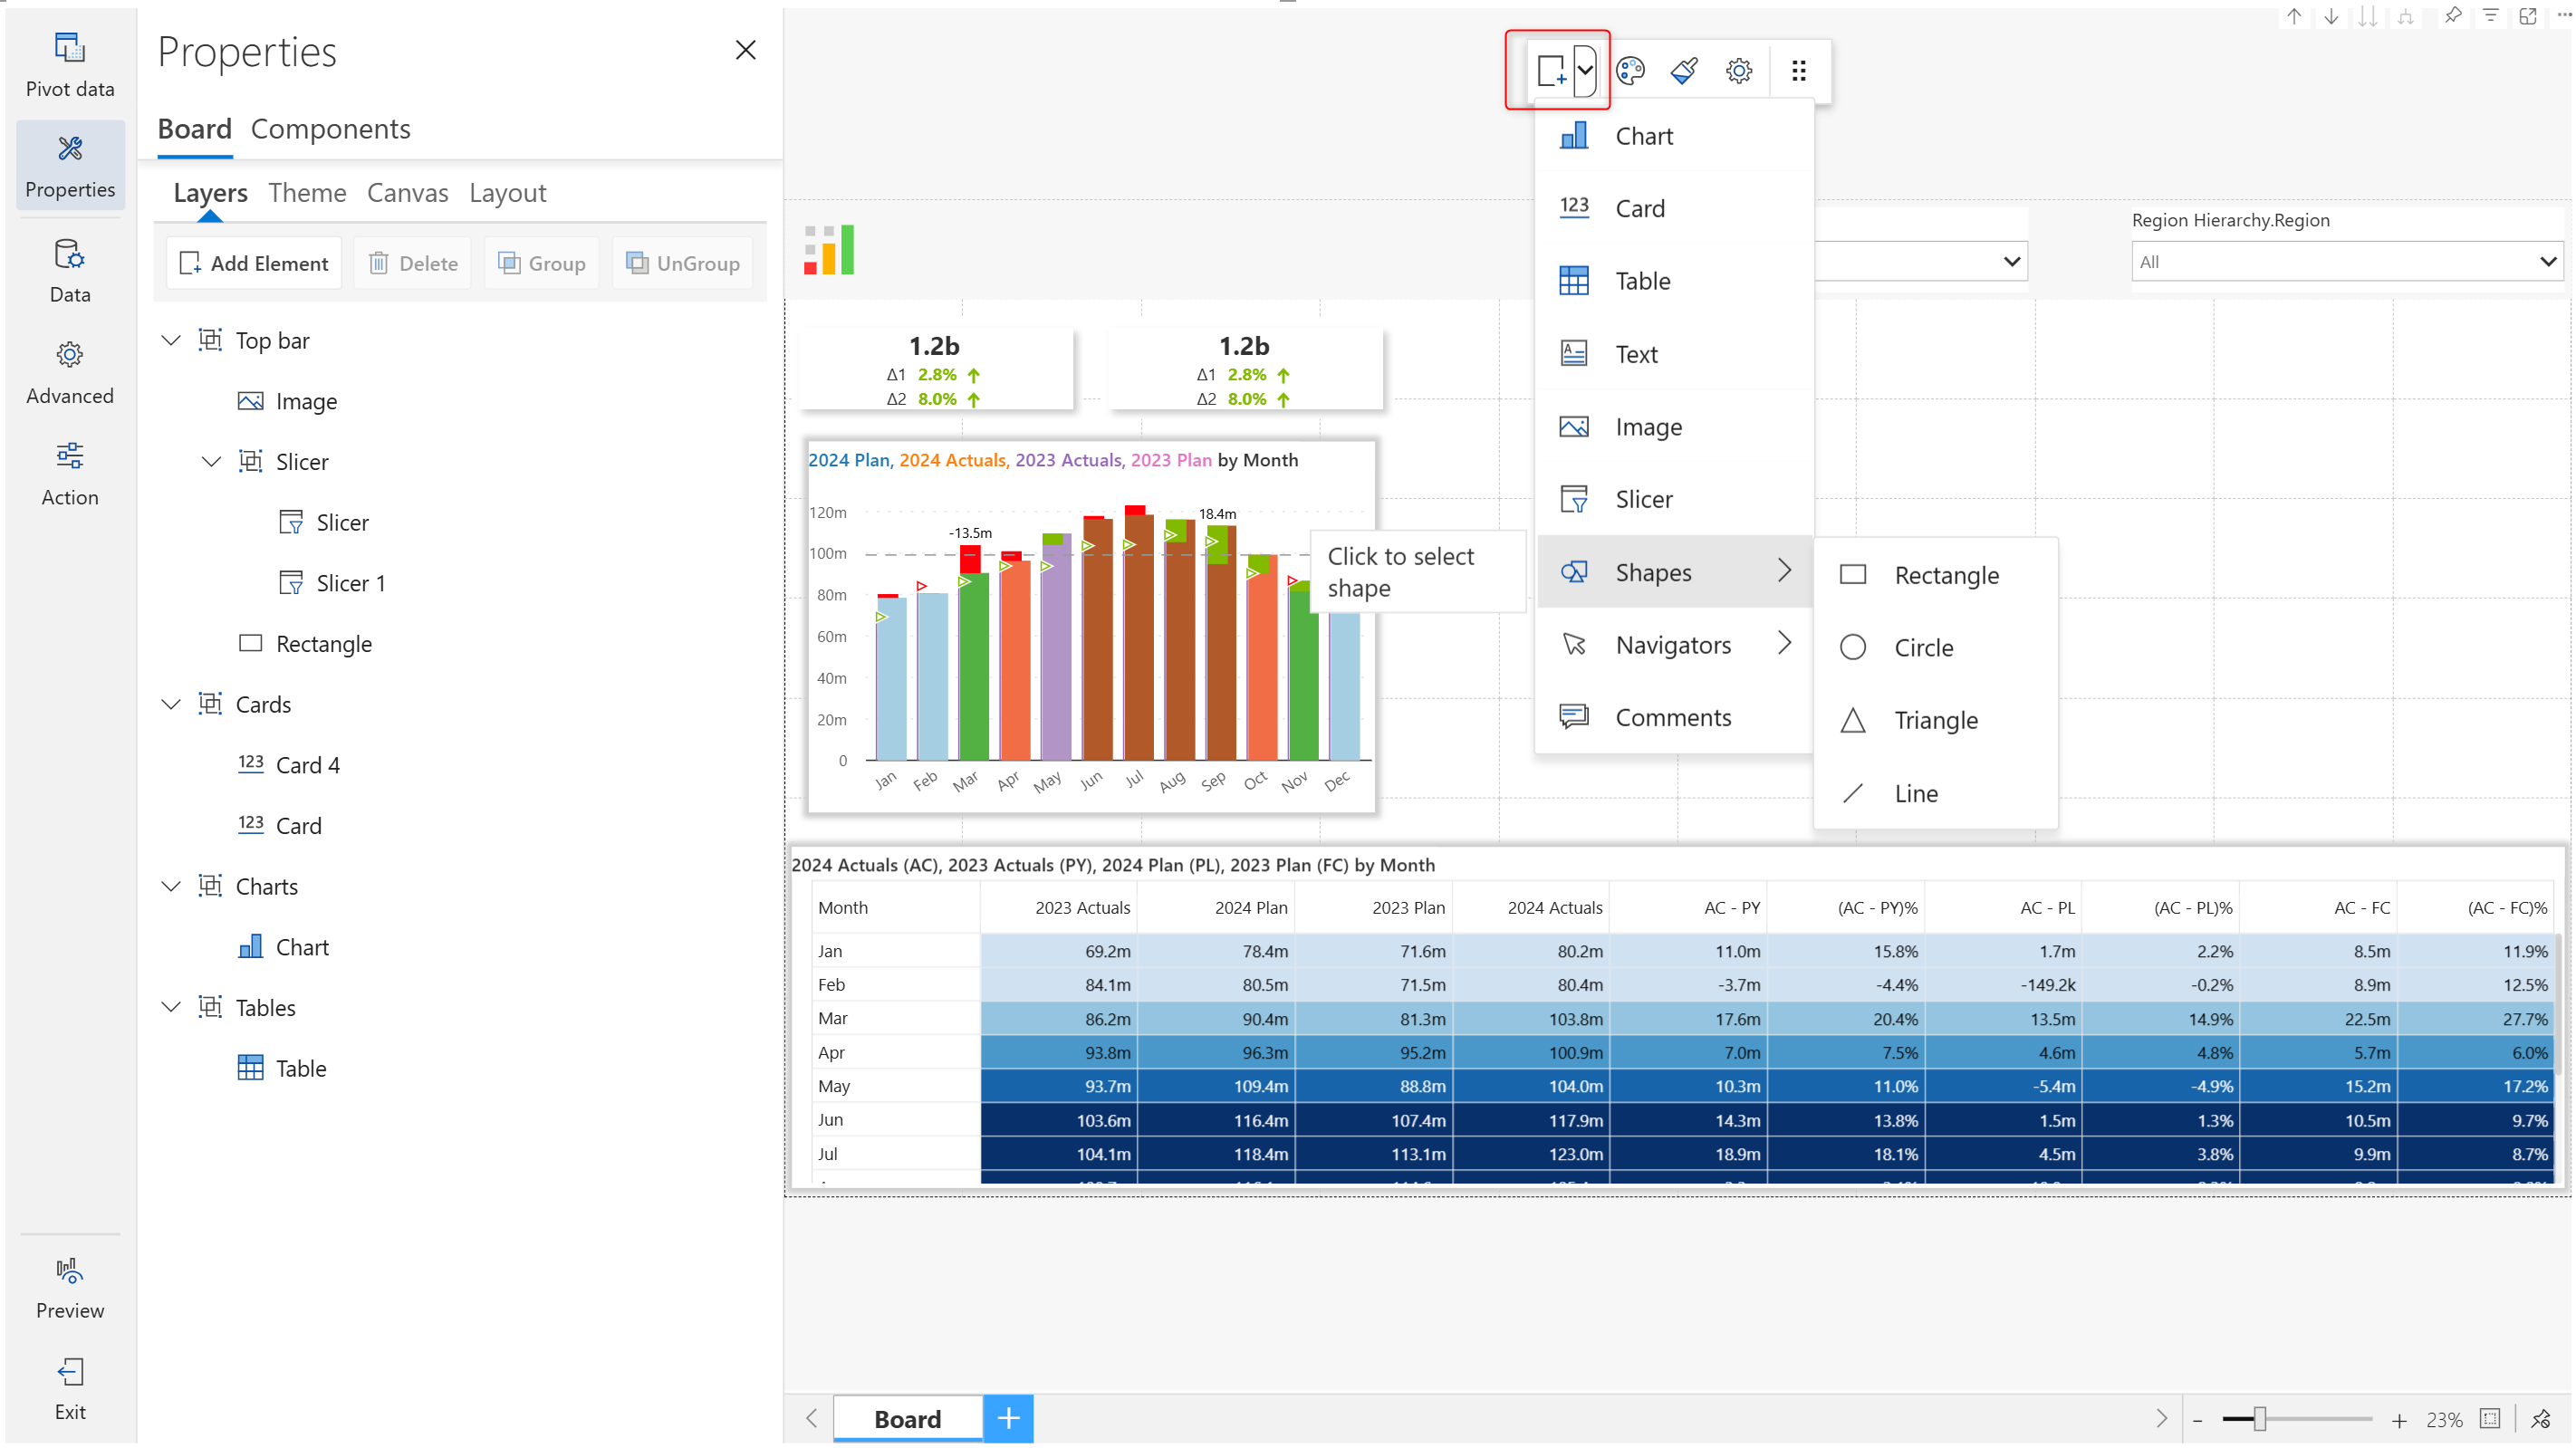 Pivot data
Properties
Data
Advanced
Action
Preview
Exit
Properties
Board Components
Layers Theme Canvas Layout
Add Element Delete Group UnGroup
Top bar
Image
Slicer
Slicer
Slicer 1
Rectangle
Cards
123 Card 4
123 Card
Charts
Chart
Tables
Table
Chart
123 Card
Table
Text
Image
Slicer
Shapes
Navigators
Comments
Click to select
shape
Rectangle
Circle
Triangle
Line
Region Hierarchy.Region
All
1.2b
Δ1 2.8%
Δ2 8.0%
1.2b
Δ1 2.8%
Δ2 8.0%
2024 Plan, 2024 Actuals, 2023 Actuals, 2023 Plan by Month
120m
100m
80m
60m
40m
20m
0
-13.5m
18.4m
Jan Feb Mar Apr May Jun Jul Aug Sep Oct Nov Dec
2024 Actuals (AC), 2023 Actuals (PY), 2024 Plan (PL), 2023 Plan (FC) by Month
Month 2023 Actuals 2024 Plan 2023 Plan 2024 Actuals AC - PY (AC - PY)% AC - PL (AC - PL)% AC - FC (AC - FC)%
Jan 69.2m 78.4m 71.6m 80.2m 11.0m 15.8% 1.7m 2.2% 8.5m 11.9%
Feb 84.1m 80.5m 71.5m 80.4m -3.7m -4.4% -149.2k -0.2% 8.9m 12.5%
Mar 86.2m 90.4m 81.3m 103.8m 17.6m 20.4% 13.5m 14.9% 22.5m 27.7%
Apr 93.8m 96.3m 95.2m 100.9m 7.0m 7.5% 4.6m 4.8% 5.7m 6.0%
May 93.7m 109.4m 88.8m 104.0m 10.3m 11.0% -5.4m -4.9% 15.2m 17.2%
Jun 103.6m 116.4m 107.4m 117.9m 14.3m 13.8% 1.5m 1.3% 10.5m 9.7%
Jul 104.1m 118.4m 113.1m 123.0m 18.9m 18.1% 4.5m 3.8% 9.9m 8.7%
Board
23%